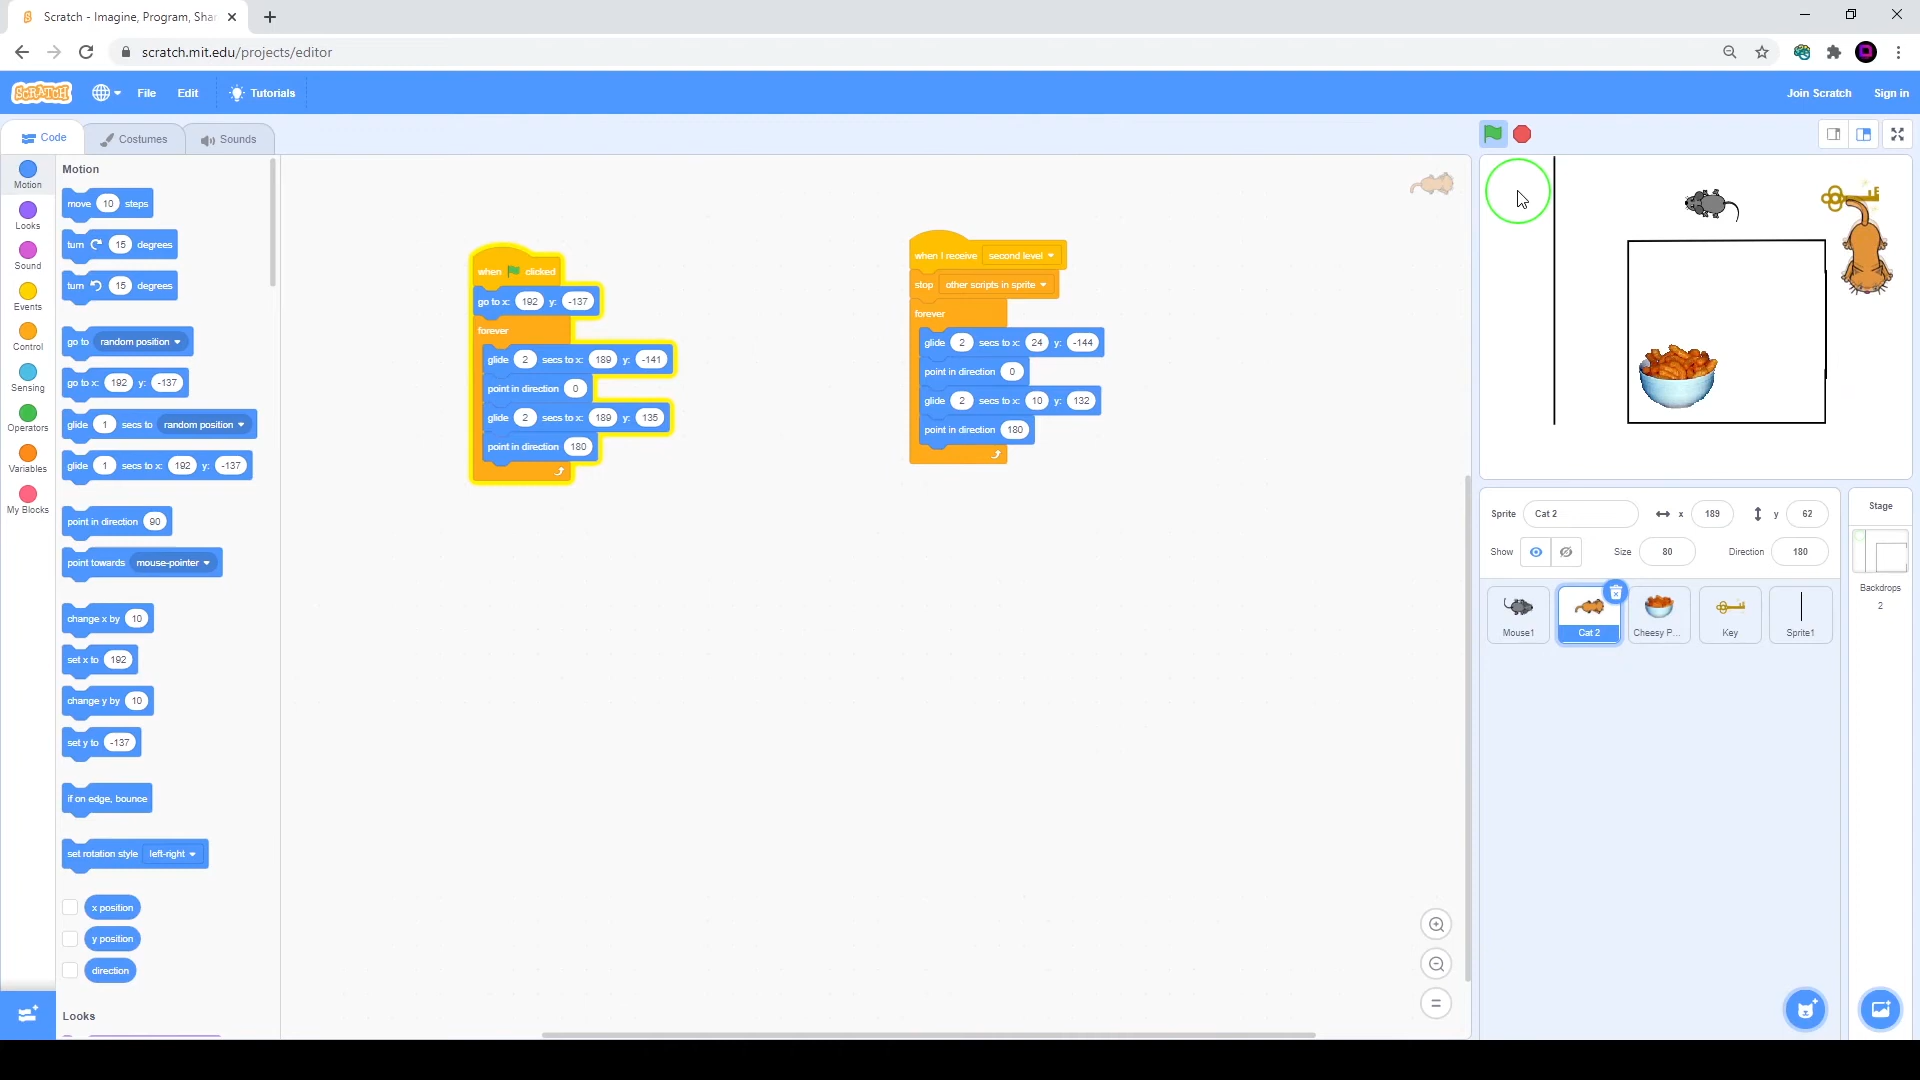 Scratch - Imagine, Program, Shar
scratch.mit.edu/projects/editor
SCRATCH File Edit Tutorials Join Scratch Sign in
Code Costumes Sounds
Motion
Looks
Sound
Events
Control
Sensing
Operators
Variables
My Blocks
Motion
move 10 steps
turn 15 degrees
turn 15 degrees
go to random position
go to x: 192 y: -137
glide 1 secs to random position
glide 1 secs to x: 192 y: -137
point in direction 90
point towards mouse-pointer
change x by 10
set x to 192
change y by 10
set y to -137
if on edge, bounce
set rotation style left-right
x position
y position
direction
Looks
when clicked
go to x: 192 y: -137
forever
glide 2 secs to x: 189 y: -141
point in direction 0
glide 2 secs to x: 189 y: 135
point in direction 180
when I receive second level
stop other scripts in sprite
forever
glide 2 secs to x: 24 y: -144
point in direction 0
glide 2 secs to x: 10 y: 132
point in direction 180
Sprite Cat 2 x 189 y 62
Show Size 80 Direction 180
Mouse1 Cat 2 Cheesy P... Key Sprite1
Stage
Backdrops
2